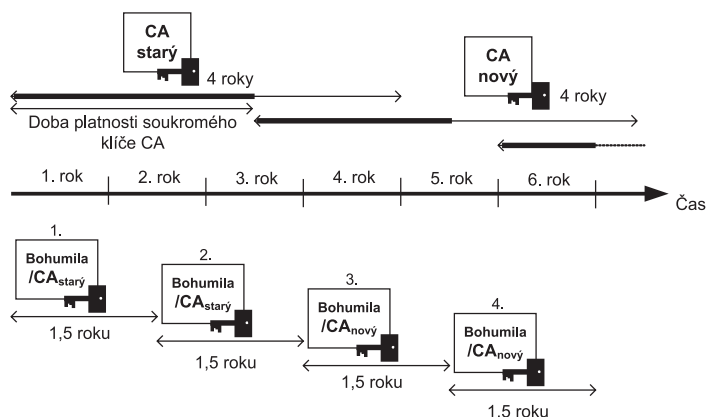 CA
starý
4 roky
CA
nový
4 roky
Doba platnosti soukromého
klíče CA
1. rok
2. rok
3. rok
4. rok
5. rok
6. rok
Čas
1.
Bohumila
/CAstarý
1,5 roku
2.
Bohumila
/CAstarý
1,5 roku
3.
Bohumila
/CAnový
1,5 roku
4.
Bohumila
/CAnový
1,5 roku